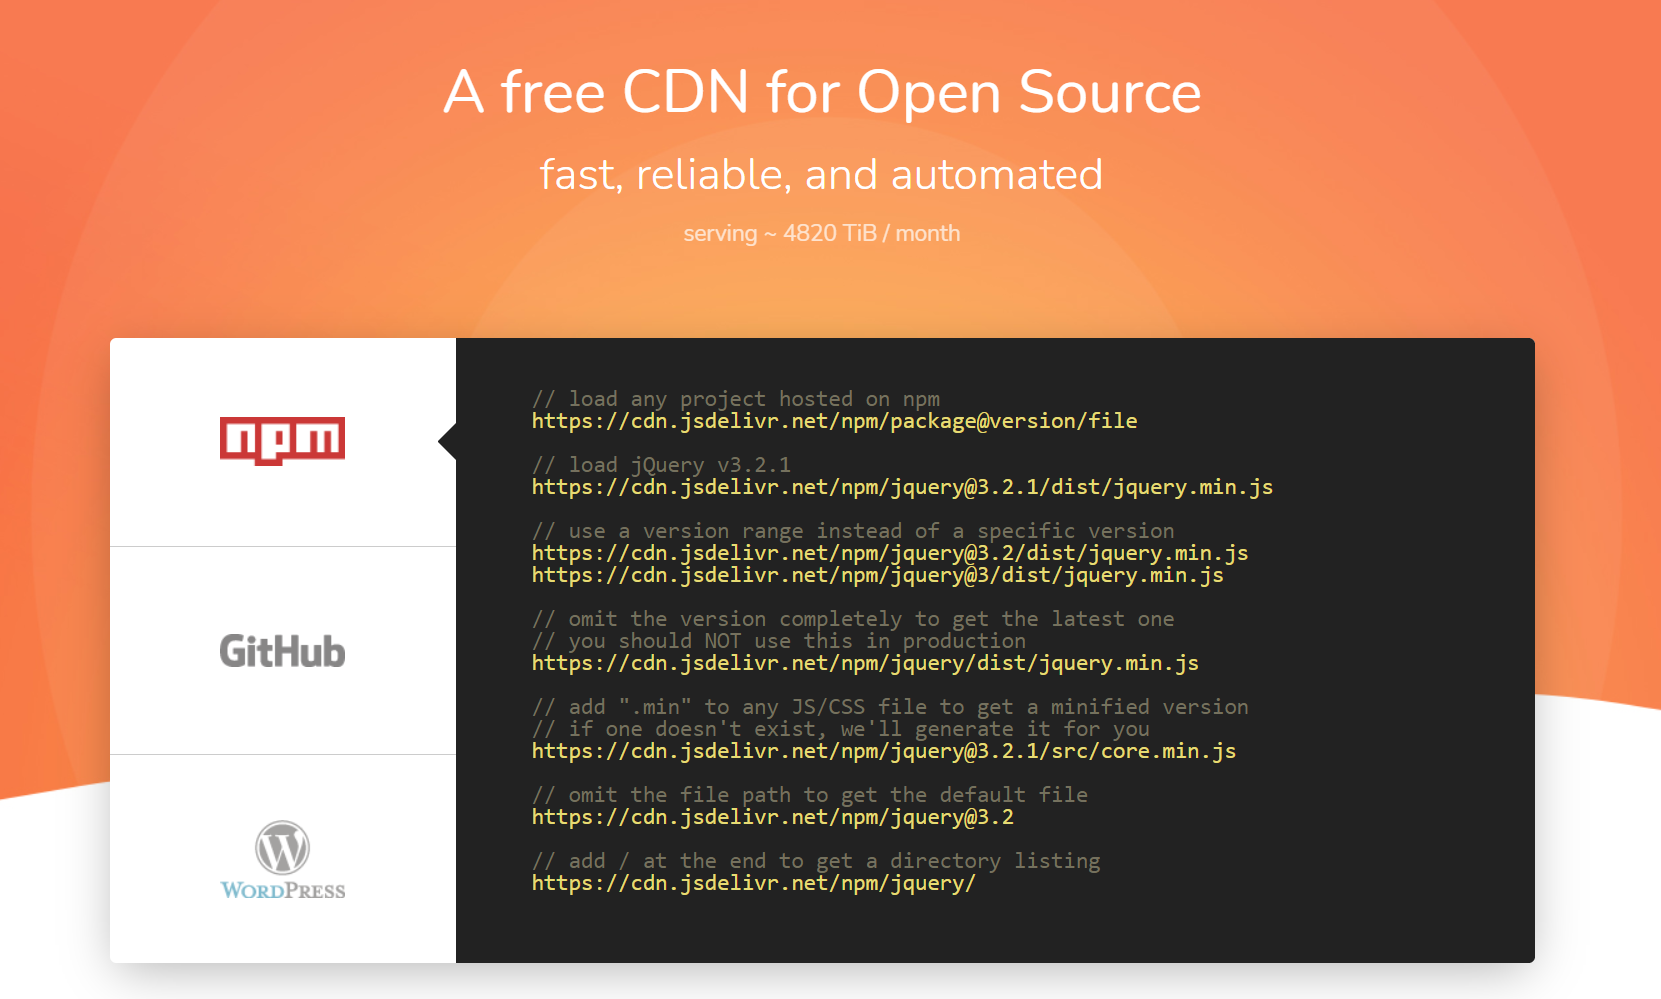 A free CDN for Open Source
fast, reliable, and automated
serving ~ 4820 TiB / month
npm
GitHub
WORDPRESS
// load any project hosted on npm
https://cdn.jsdelivr.net/npm/package@version/file
// load jQuery v3.2.1
https://cdn.jsdelivr.net/npm/jquery@3.2.1/dist/jquery.min.js
// use a version range instead of a specific version
https://cdn.jsdelivr.net/npm/jquery@3.2/dist/jquery.min.js
https://cdn.jsdelivr.net/npm/jquery@3/dist/jquery.min.js
// omit the version completely to get the latest one
// you should NOT use this in production
https://cdn.jsdelivr.net/npm/jquery/dist/jquery.min.js
// add ".min" to any JS/CSS file to get a minified version
// if one doesn't exist, we'll generate it for you
https://cdn.jsdelivr.net/npm/jquery@3.2.1/src/core.min.js
// omit the file path to get the default file
https://cdn.jsdelivr.net/npm/jquery@3.2
// add / at the end to get a directory listing
https://cdn.jsdelivr.net/npm/jquery/